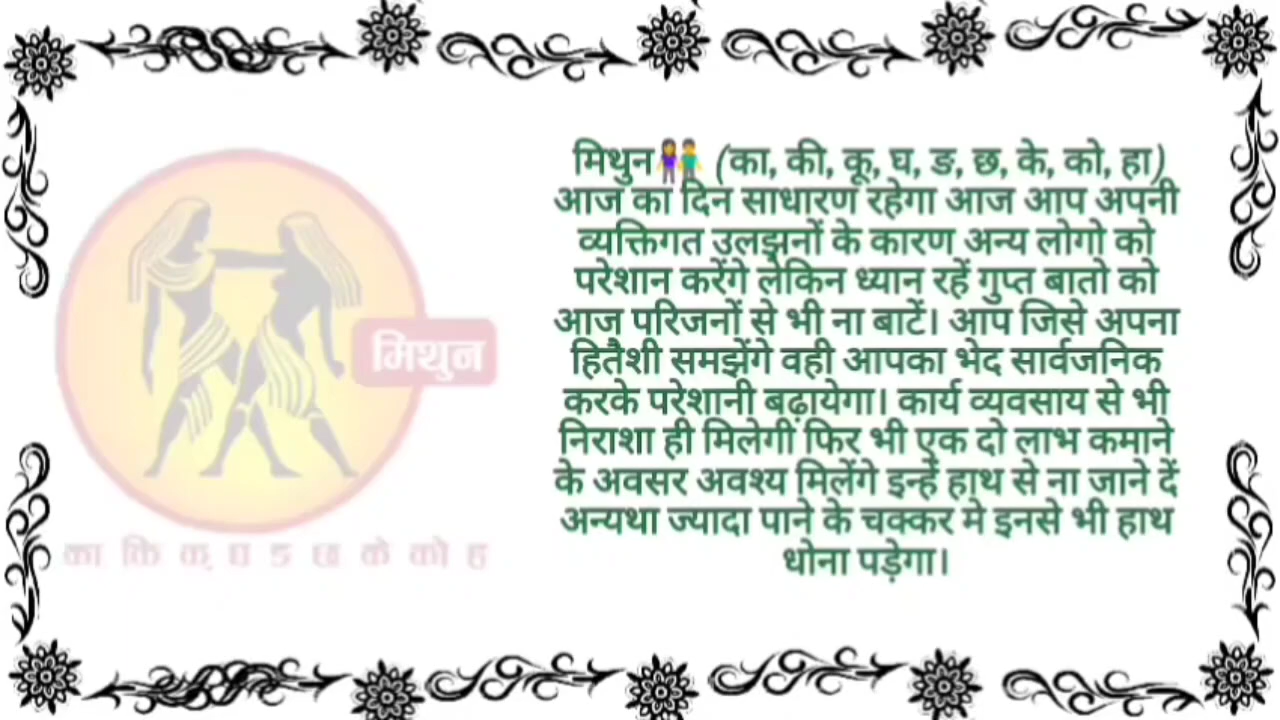 मिथुन👫 (का, की, कू, घ, ङ, छ, के, को, हा)
आज का दिन साधारण रहेगा आज आप अपनी
व्यक्तिगत उलझनों के कारण अन्य लोगो को
परेशान करेंगे लेकिन ध्यान रहें गुप्त बातो को
आज परिजनों से भी ना बाटें। आप जिसे अपना
हितैशी समझेंगे वही आपका भेद सार्वजनिक
करके परेशानी बढ़ायेगा। कार्य व्यवसाय से भी
निराशा ही मिलेगी फिर भी एक दो लाभ कमाने
के अवसर अवश्य मिलेंगे इन्हें हाथ से ना जाने दें
अन्यथा ज्यादा पाने के चक्कर मे इनसे भी हाथ
धोना पड़ेगा।
मिथुन
का कि क् घ ङ छ के को ह